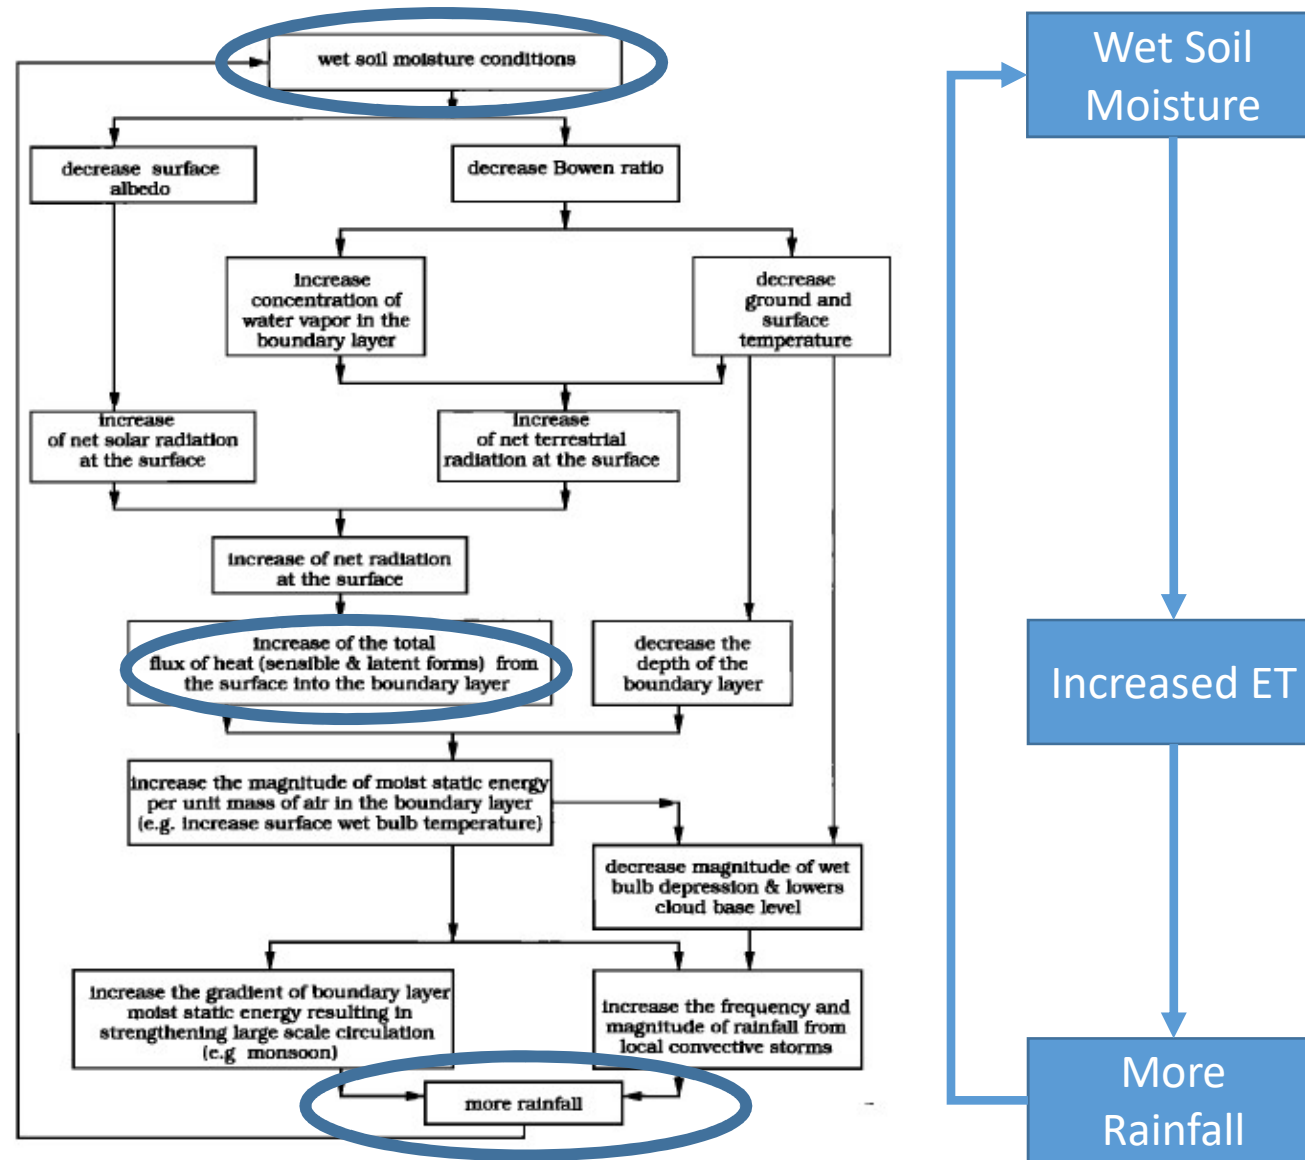 wet soil moisture conditions
decrease surface
albedo
decrease Bowen ratio
increase
concentration of
water vapor in the
boundary layer
decrease
ground and
surface
temperature
increase
of net solar radiation
at the surface
increase
of net terrestrial
radiation at the surface
increase of net radiation
at the surface
increase of the total
flux of heat (sensible & latent forms) from
the surface into the boundary layer
decrease the
depth of the
boundary layer
increase the magnitude of moist static energy
per unit mass of air in the boundary layer
(e.g. increase surface wet bulb temperature)
decrease magnitude of wet
bulb depression & lowers
cloud base level
increase the gradient of boundary layer
moist static energy resulting in
strengthening large scale circulation
(e.g monsoon)
increase the frequency and
magnitude of rainfall from
local convective storms
more rainfall
Wet Soil
Moisture
Increased ET
More
Rainfall